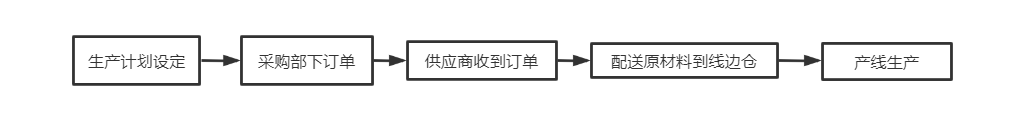 生产计划设定
采购部下订单
供应商收到订单
配送原材料到线边仓
产线生产